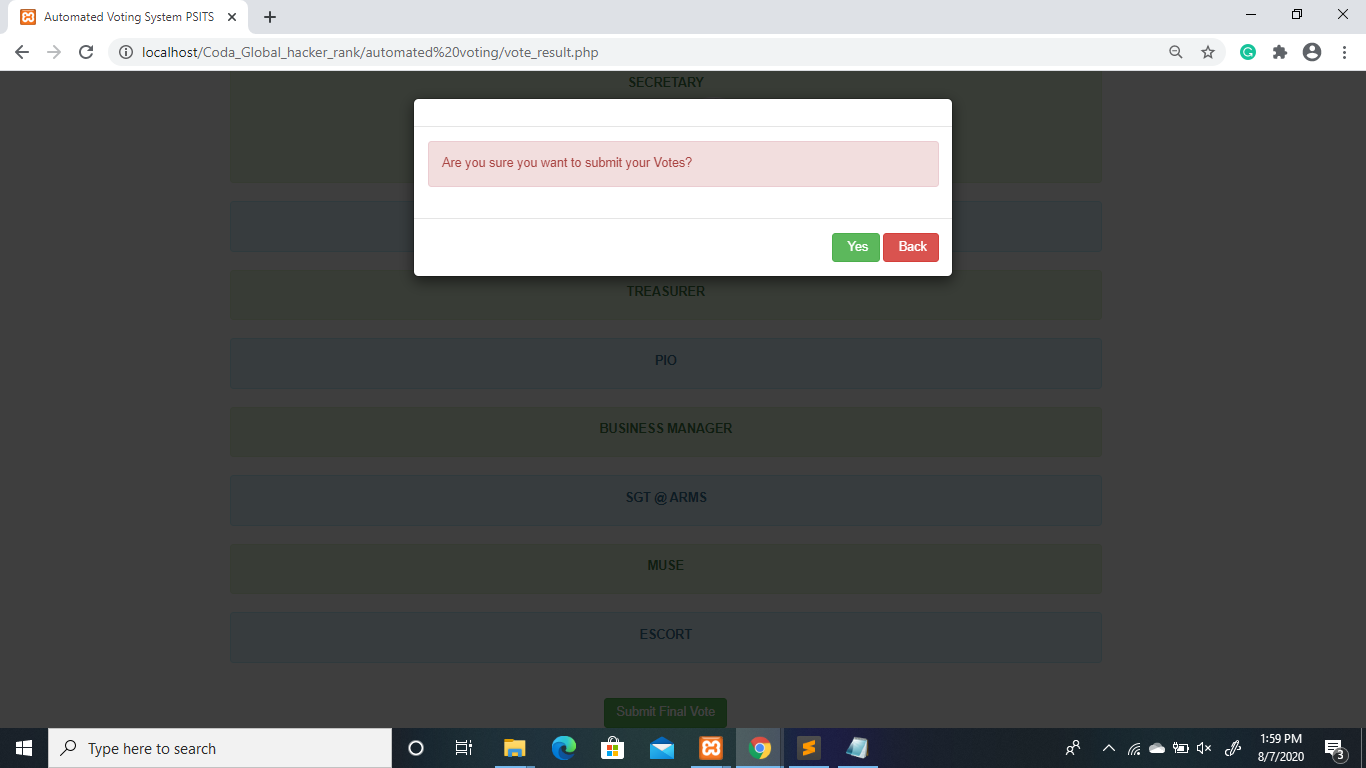 Automated Voting System PSITS
localhost/Coda_Global_hacker_rank/automated%20voting/vote_result.php
SECRETARY
Are you sure you want to submit your Votes?
Yes
Back
TREASURER
PIO
BUSINESS MANAGER
SGT @ ARMS
MUSE
ESCORT
Submit Final Vote
Type here to search
1:59 PM
8/7/2020
3